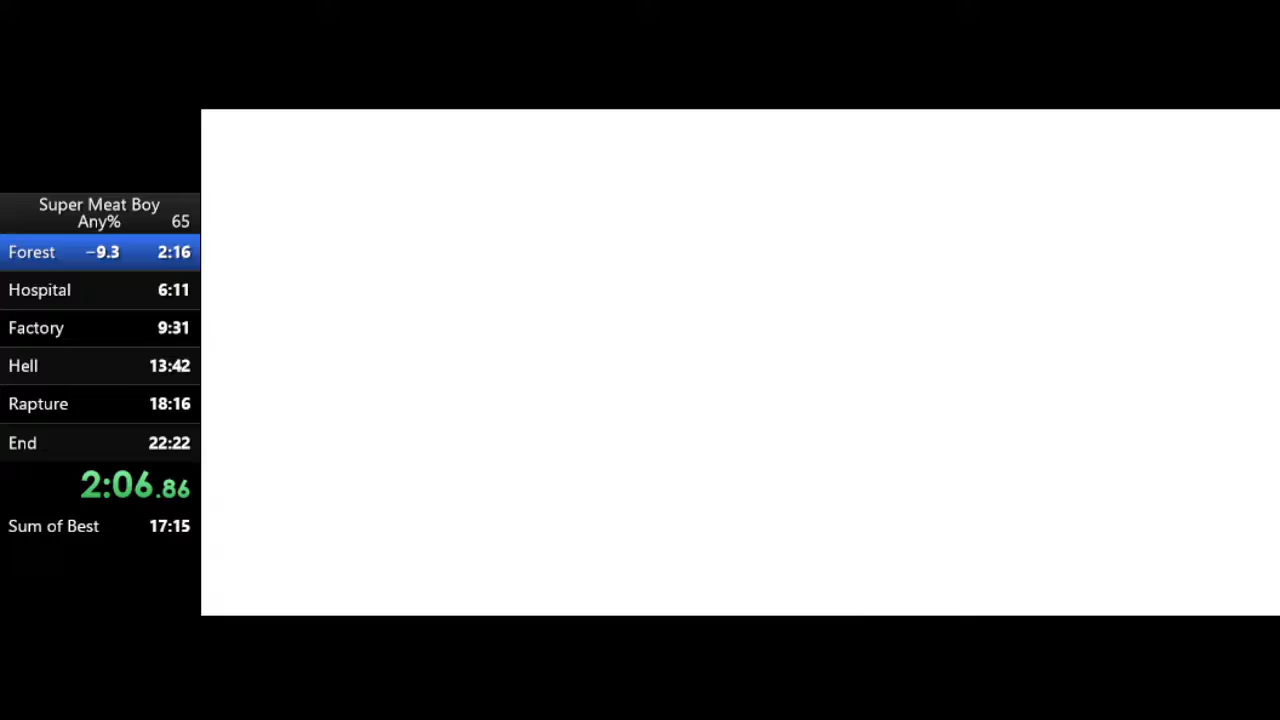 Super Meat Boy
Any% 65
Forest −9.3 2:16
Hospital 6:11
Factory 9:31
Hell 13:42
Rapture 18:16
End 22:22
2:06.86
Sum of Best 17:15